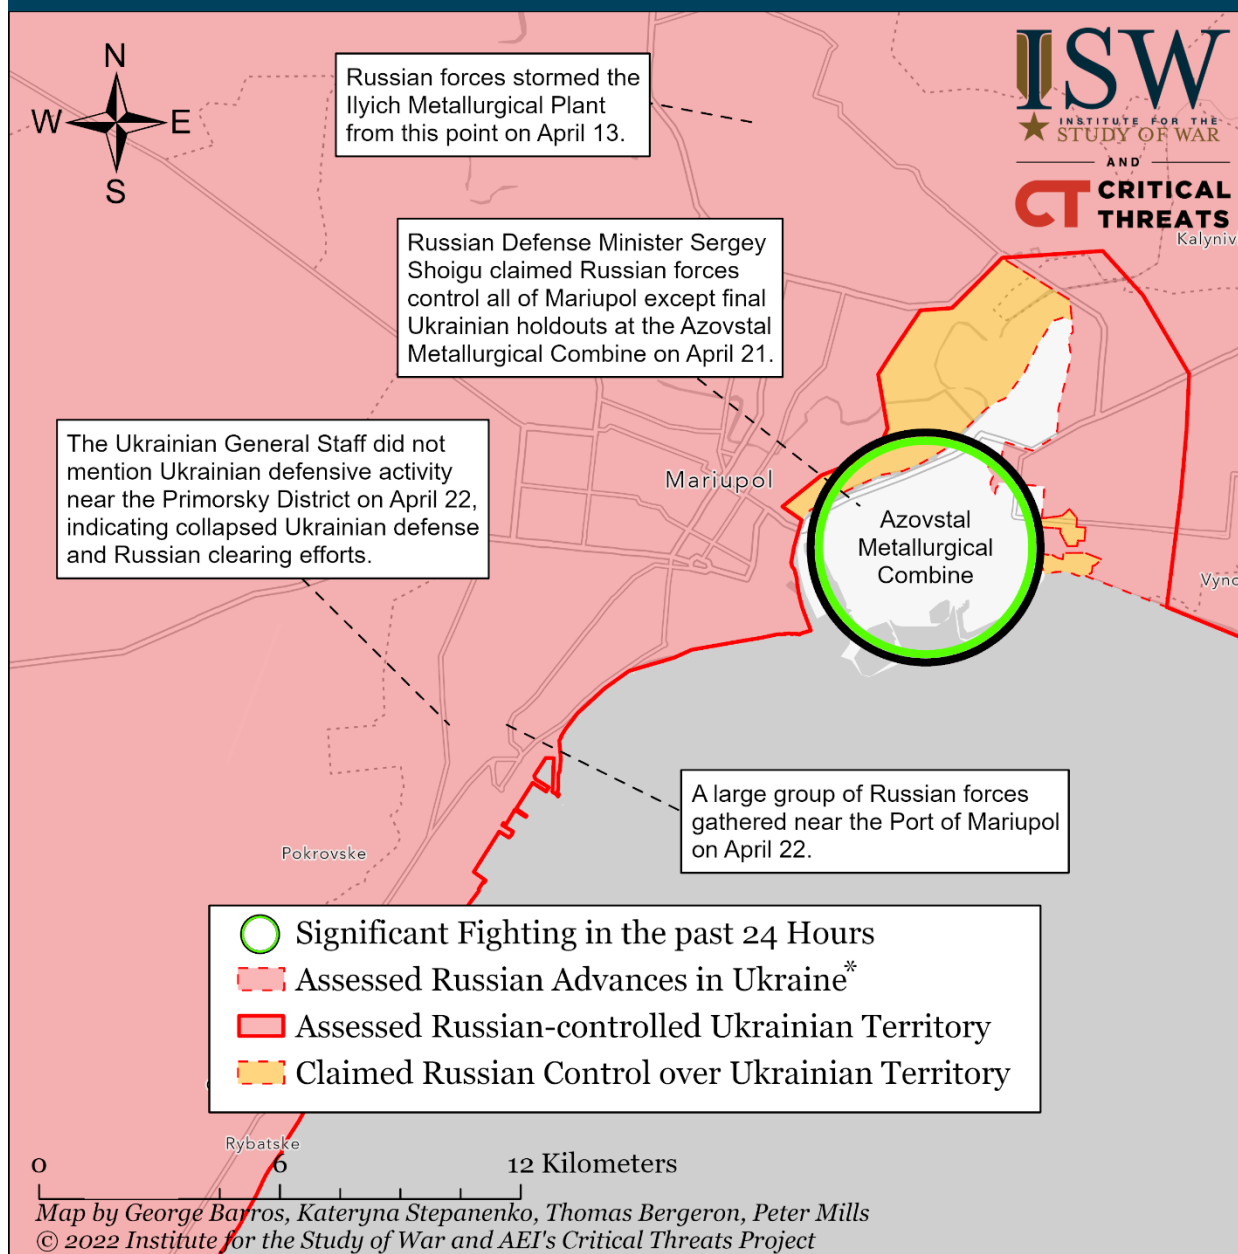 N
W
E
S
Russian forces stormed the
Ilyich Metallurgical Plant
from this point on April 13.
ISW
INSTITUTE FOR THE
STUDY OF WAR
AND
CT CRITICAL
THREATS
Kalyniv
Russian Defense Minister Sergey
Shoigu claimed Russian forces
control all of Mariupol except final
Ukrainian holdouts at the Azovstal
Metallurgical Combine on April 21.
The Ukrainian General Staff did not
mention Ukrainian defensive activity
near the Primorsky District on April 22,
indicating collapsed Ukrainian defense
and Russian clearing efforts.
Mariupol
Azovstal
Metallurgical
Combine
Vyno
A large group of Russian forces
gathered near the Port of Mariupol
on April 22.
Pokrovske
Significant Fighting in the past 24 Hours
Assessed Russian Advances in Ukraine*
Assessed Russian-controlled Ukrainian Territory
Claimed Russian Control over Ukrainian Territory
Rybatske
0 6 12 Kilometers
Map by George Barros, Kateryna Stepanenko, Thomas Bergeron, Peter Mills
© 2022 Institute for the Study of War and AEI's Critical Threats Project